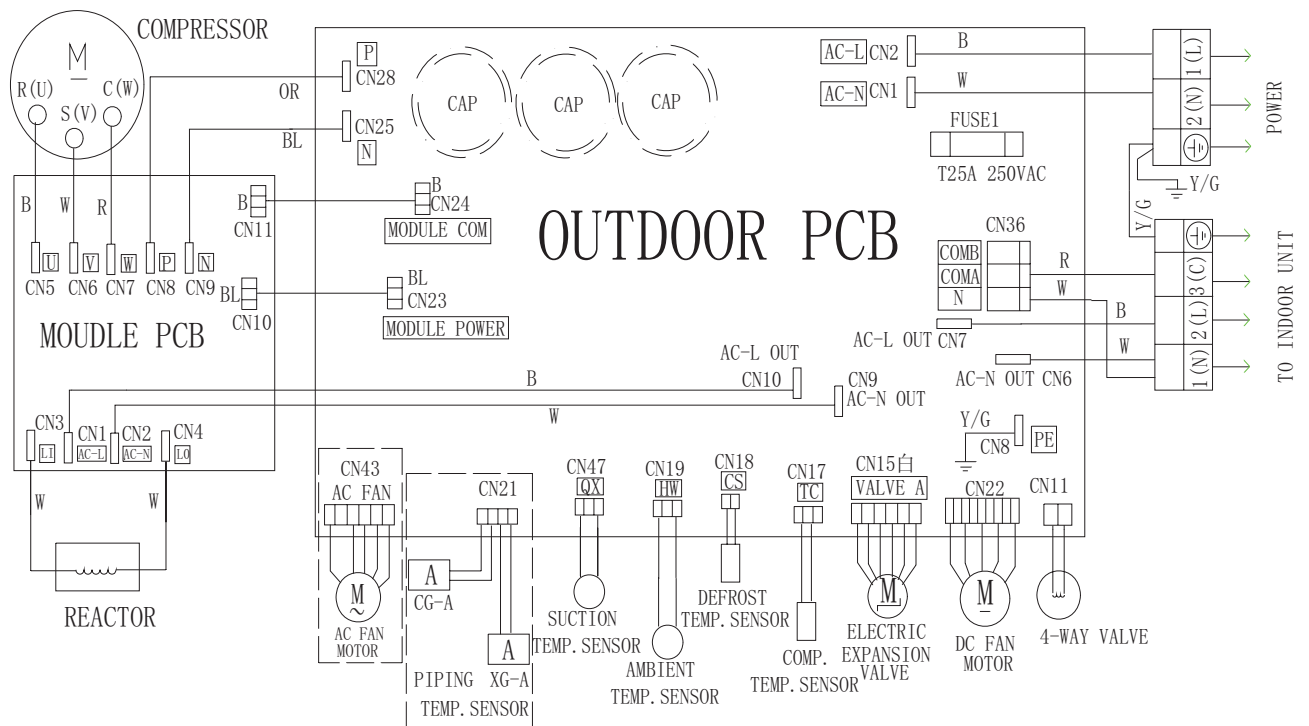 COMPRESSOR
M
R(U)
C(W)
S(V)
OR
BL
P
CN28
CN25
N
CAP
CAP
CAP
AC-L CN2
B
AC-N CN1
W
FUSE1
T25A 250VAC
1(L)
2(N)
POWER
Y/G
Y/G
B
W
R
B
CN11
B
CN24
MODULE COM
OUTDOOR PCB
CN36
COMB
COMA
N
R
W
3(C)
2(L)
1(N)
TO INDOOR UNIT
U
V
W
P
N
CN5
CN6
CN7
CN8
CN9
BL
CN10
BL
CN23
MODULE POWER
MOUDLE PCB
AC-L OUT
CN7
B
AC-N OUT CN6
W
AC-L OUT
CN10
B
CN9
AC-N OUT
W
CN3
LI
CN1
AC-L
CN2
AC-N
CN4
LO
Y/G
CN8
PE
W
W
REACTOR
CN43
AC FAN
M
~
AC FAN
MOTOR
CN21
A
CG-A
A
PIPING XG-A
TEMP.SENSOR
CN47
QX
SUCTION
TEMP.SENSOR
CN19
HW
AMBIENT
TEMP.SENSOR
CN18
CS
DEFROST
TEMP.SENSOR
CN17
TC
COMP.
TEMP.SENSOR
CN15白
VALVE A
M
ELECTRIC
EXPANSION
VALVE
CN22
M
DC FAN
MOTOR
CN11
4-WAY VALVE